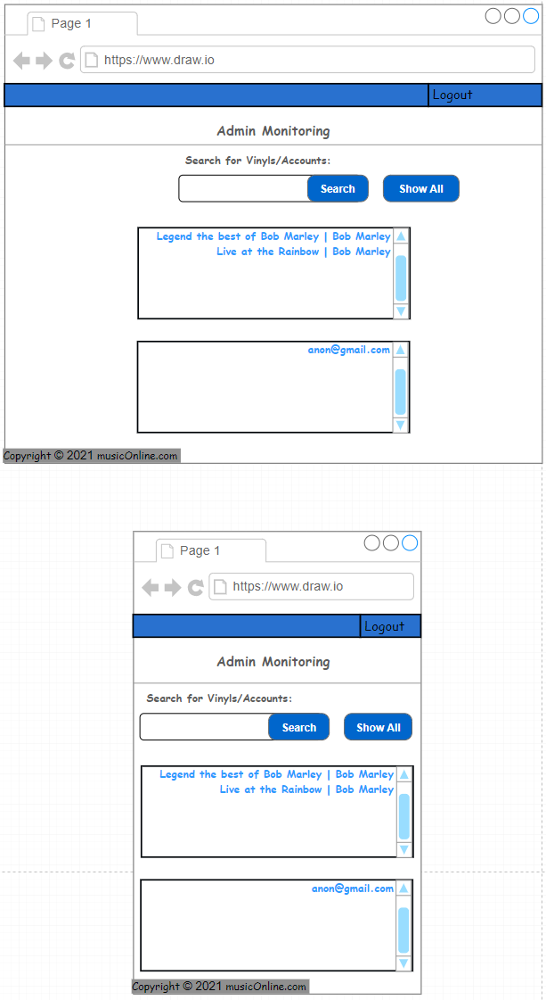 Page 1
https://www.draw.io
Logout
Admin Monitoring
Search for Vinyls/Accounts:
Search Show All
Legend the best of Bob Marley | Bob Marley
Live at the Rainbow | Bob Marley
anon@gmail.com
Copyright © 2021 musicOnline.com
Page 1
https://www.draw.io
Logout
Admin Monitoring
Search for Vinyls/Accounts:
Search Show All
Legend the best of Bob Marley | Bob Marley
Live at the Rainbow | Bob Marley
anon@gmail.com
Copyright © 2021 musicOnline.com